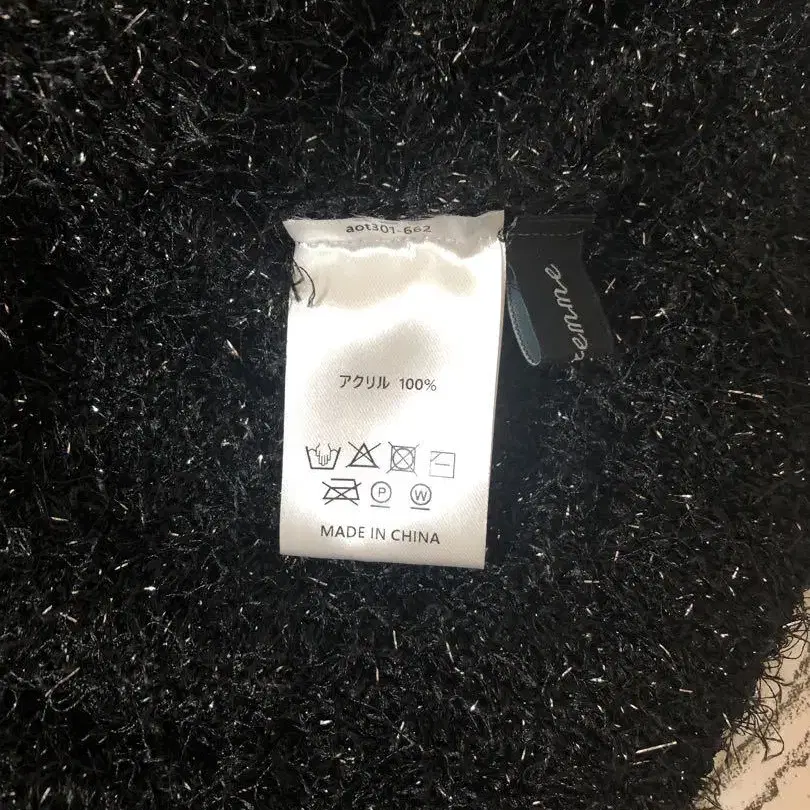 aot301-662
アクリル 100%
P W
MADE IN CHINA
femme